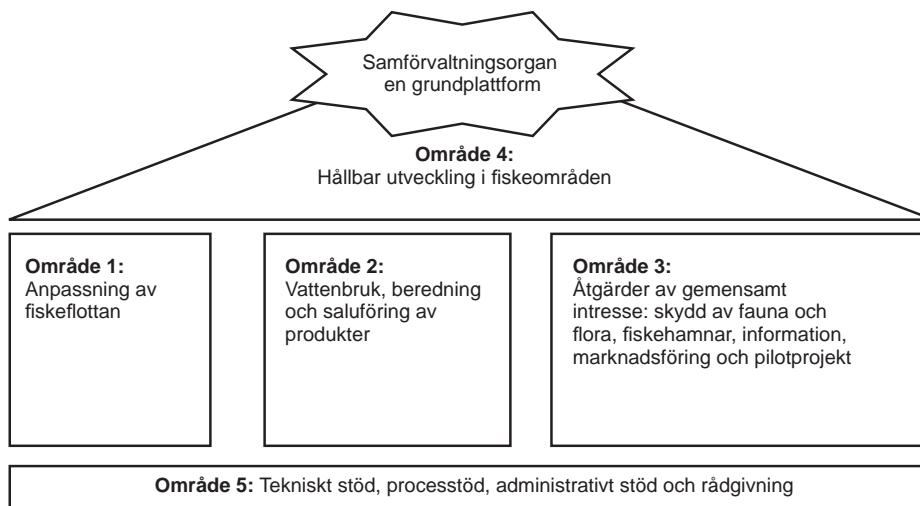 Samförvaltningsorgan
en grundplattform
Område 4:
Hållbar utveckling i fiskeområden
Område 1:
Anpassning av
fiskeflottan
Område 2:
Vattenbruk, beredning
och saluföring av
produkter
Område 3:
Åtgärder av gemensamt
intresse: skydd av fauna och
flora, fiskehamnar, information,
marknadsföring och pilotprojekt
Område 5: Tekniskt stöd, processtöd, administrativt stöd och rådgivning